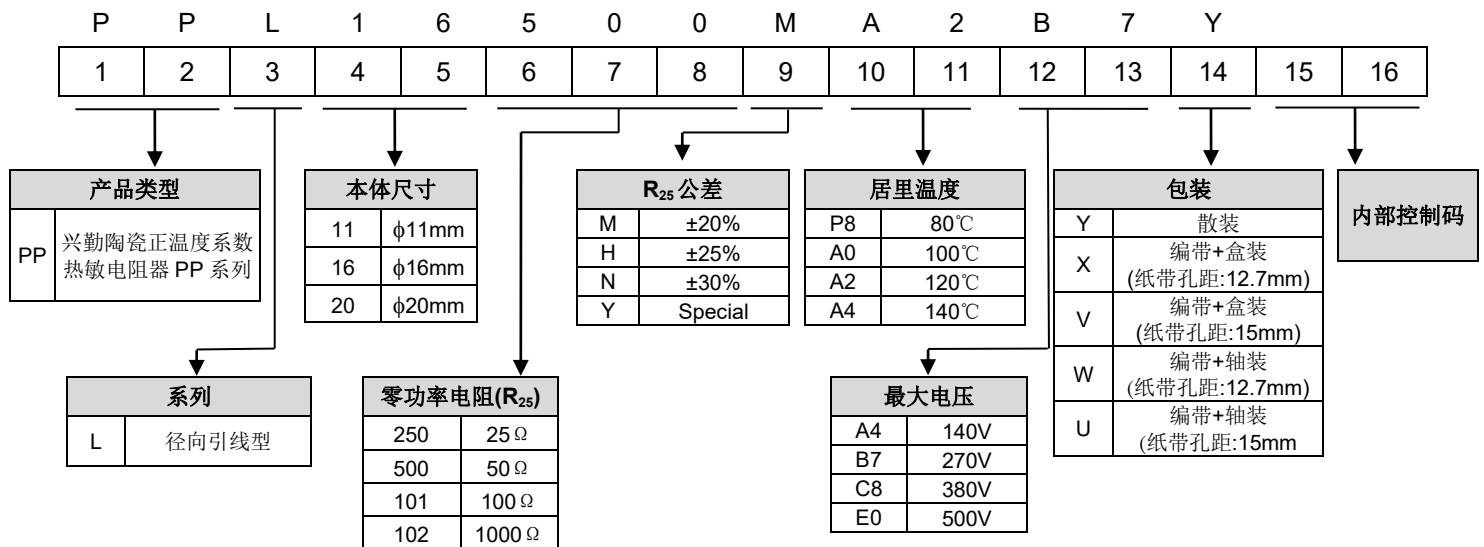 P P L 1 6 5 0 0 M A 2 B 7 Y
1 2 3 4 5 6 7 8 9 10 11 12 13 14 15 16
产品类型
PP 兴勤陶瓷正温度系数
热敏电阻器 PP 系列
本体尺寸
11 ϕ11mm
16 ϕ16mm
20 ϕ20mm
R25 公差
M ±20%
H ±25%
N ±30%
Y Special
居里温度
P8 80℃
A0 100℃
A2 120℃
A4 140℃
包装
Y 散装
X 编带+盒装
(纸带孔距:12.7mm)
V 编带+盒装
(纸带孔距:15mm)
W 编带+轴装
(纸带孔距:12.7mm)
U 编带+轴装
(纸带孔距:15mm
内部控制码
系列
L 径向引线型
零功率电阻(R25)
250 25Ω
500 50Ω
101 100Ω
102 1000Ω
最大电压
A4 140V
B7 270V
C8 380V
E0 500V